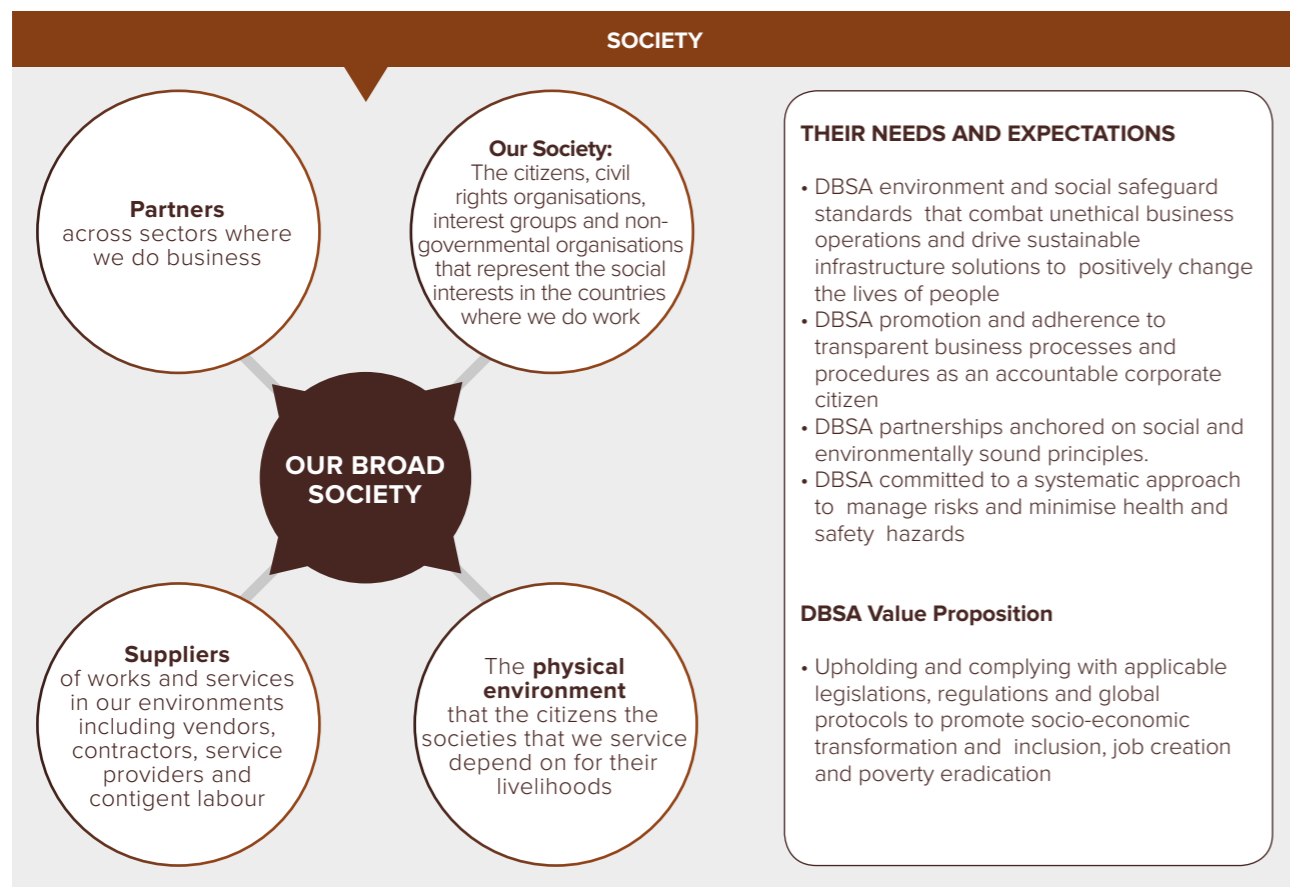 SOCIETY
Partners
across sectors where
we do business
Our Society:
The citizens, civil
rights organisations,
interest groups and non-
governmental organisations
that represent the social
interests in the countries
where we do work
OUR BROAD
SOCIETY
Suppliers
of works and services
in our environments
including vendors,
contractors, service
providers and
contigent labour
The physical
environment
that the citizens the
societies that we service
depend on for their
livelihoods
THEIR NEEDS AND EXPECTATIONS
• DBSA environment and social safeguard
standards that combat unethical business
operations and drive sustainable
infrastructure solutions to positively change
the lives of people
• DBSA promotion and adherence to
transparent business processes and
procedures as an accountable corporate
citizen
• DBSA partnerships anchored on social and
environmentally sound principles.
• DBSA committed to a systematic approach
to manage risks and minimise health and
safety hazards
DBSA Value Proposition
• Upholding and complying with applicable
legislations, regulations and global
protocols to promote socio-economic
transformation and inclusion, job creation
and poverty eradication